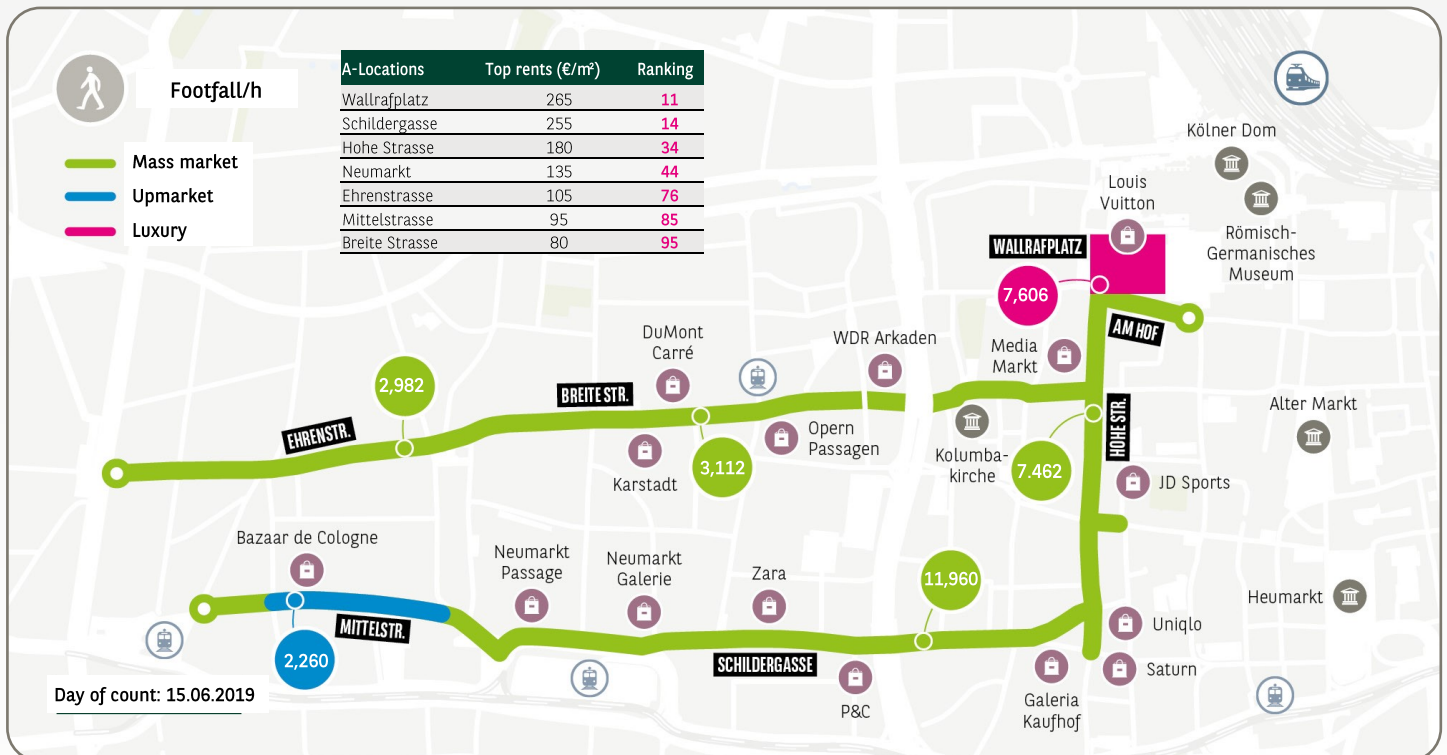 Footfall/h
Mass market
Upmarket
Luxury
A-Locations Top rents (€/m²) Ranking
Wallrafplatz 265 11
Schildergasse 255 14
Hohe Strasse 180 34
Neumarkt 135 44
Ehrenstrasse 105 76
Mittelstrasse 95 85
Breite Strasse 80 95
Kölner Dom
Louis
Vuitton
Römisch-
Germanisches
Museum
WALLRAFPLATZ
7,606
AM HOF
Media
Markt
WDR Arkaden
DuMont
Carré
2,982
BREITE STR.
EHRENSTR.
Opern
Passagen
3,112
Karstadt
Kolumba-
kirche
7.462
HOHE STR.
Alter Markt
JD Sports
Bazaar de Cologne
Neumarkt
Passage
Neumarkt
Galerie
Zara
11,960
Heumarkt
Uniqlo
MITTELSTR.
2,260
SCHILDERGASSE
Saturn
P&C
Galeria
Kaufhof
Day of count: 15.06.2019